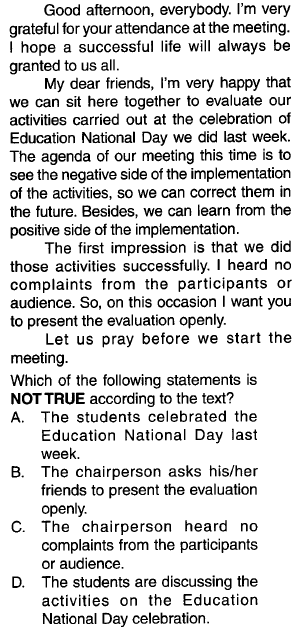 Good afternoon, everybody. I'm very
grateful for your attendance at the meeting.
I hope a successful life will always be
granted to us all.
My dear friends, I'm very happy that
we can sit here together to evaluate our
activities carried out at the celebration of
Education National Day we did last week.
The agenda of our meeting this time is to
see the negative side of the implementation
of the activities, so we can correct them in
the future. Besides, we can learn from the
positive side of the implementation.
The first impression is that we did
those activities successfully. I heard no
complaints from the participants or
audience. So, on this occasion I want you
to present the evaluation openly.
Let us pray before we start the
meeting.
Which of the following statements is
NOT TRUE according to the text?
A. The students celebrated the
Education National Day last
week.
B. The chairperson asks his/her
friends to present the evaluation
openly.
C. The chairperson heard no
complaints from the participants
or audience.
D. The students are discussing the
activities on the Education
National Day celebration.